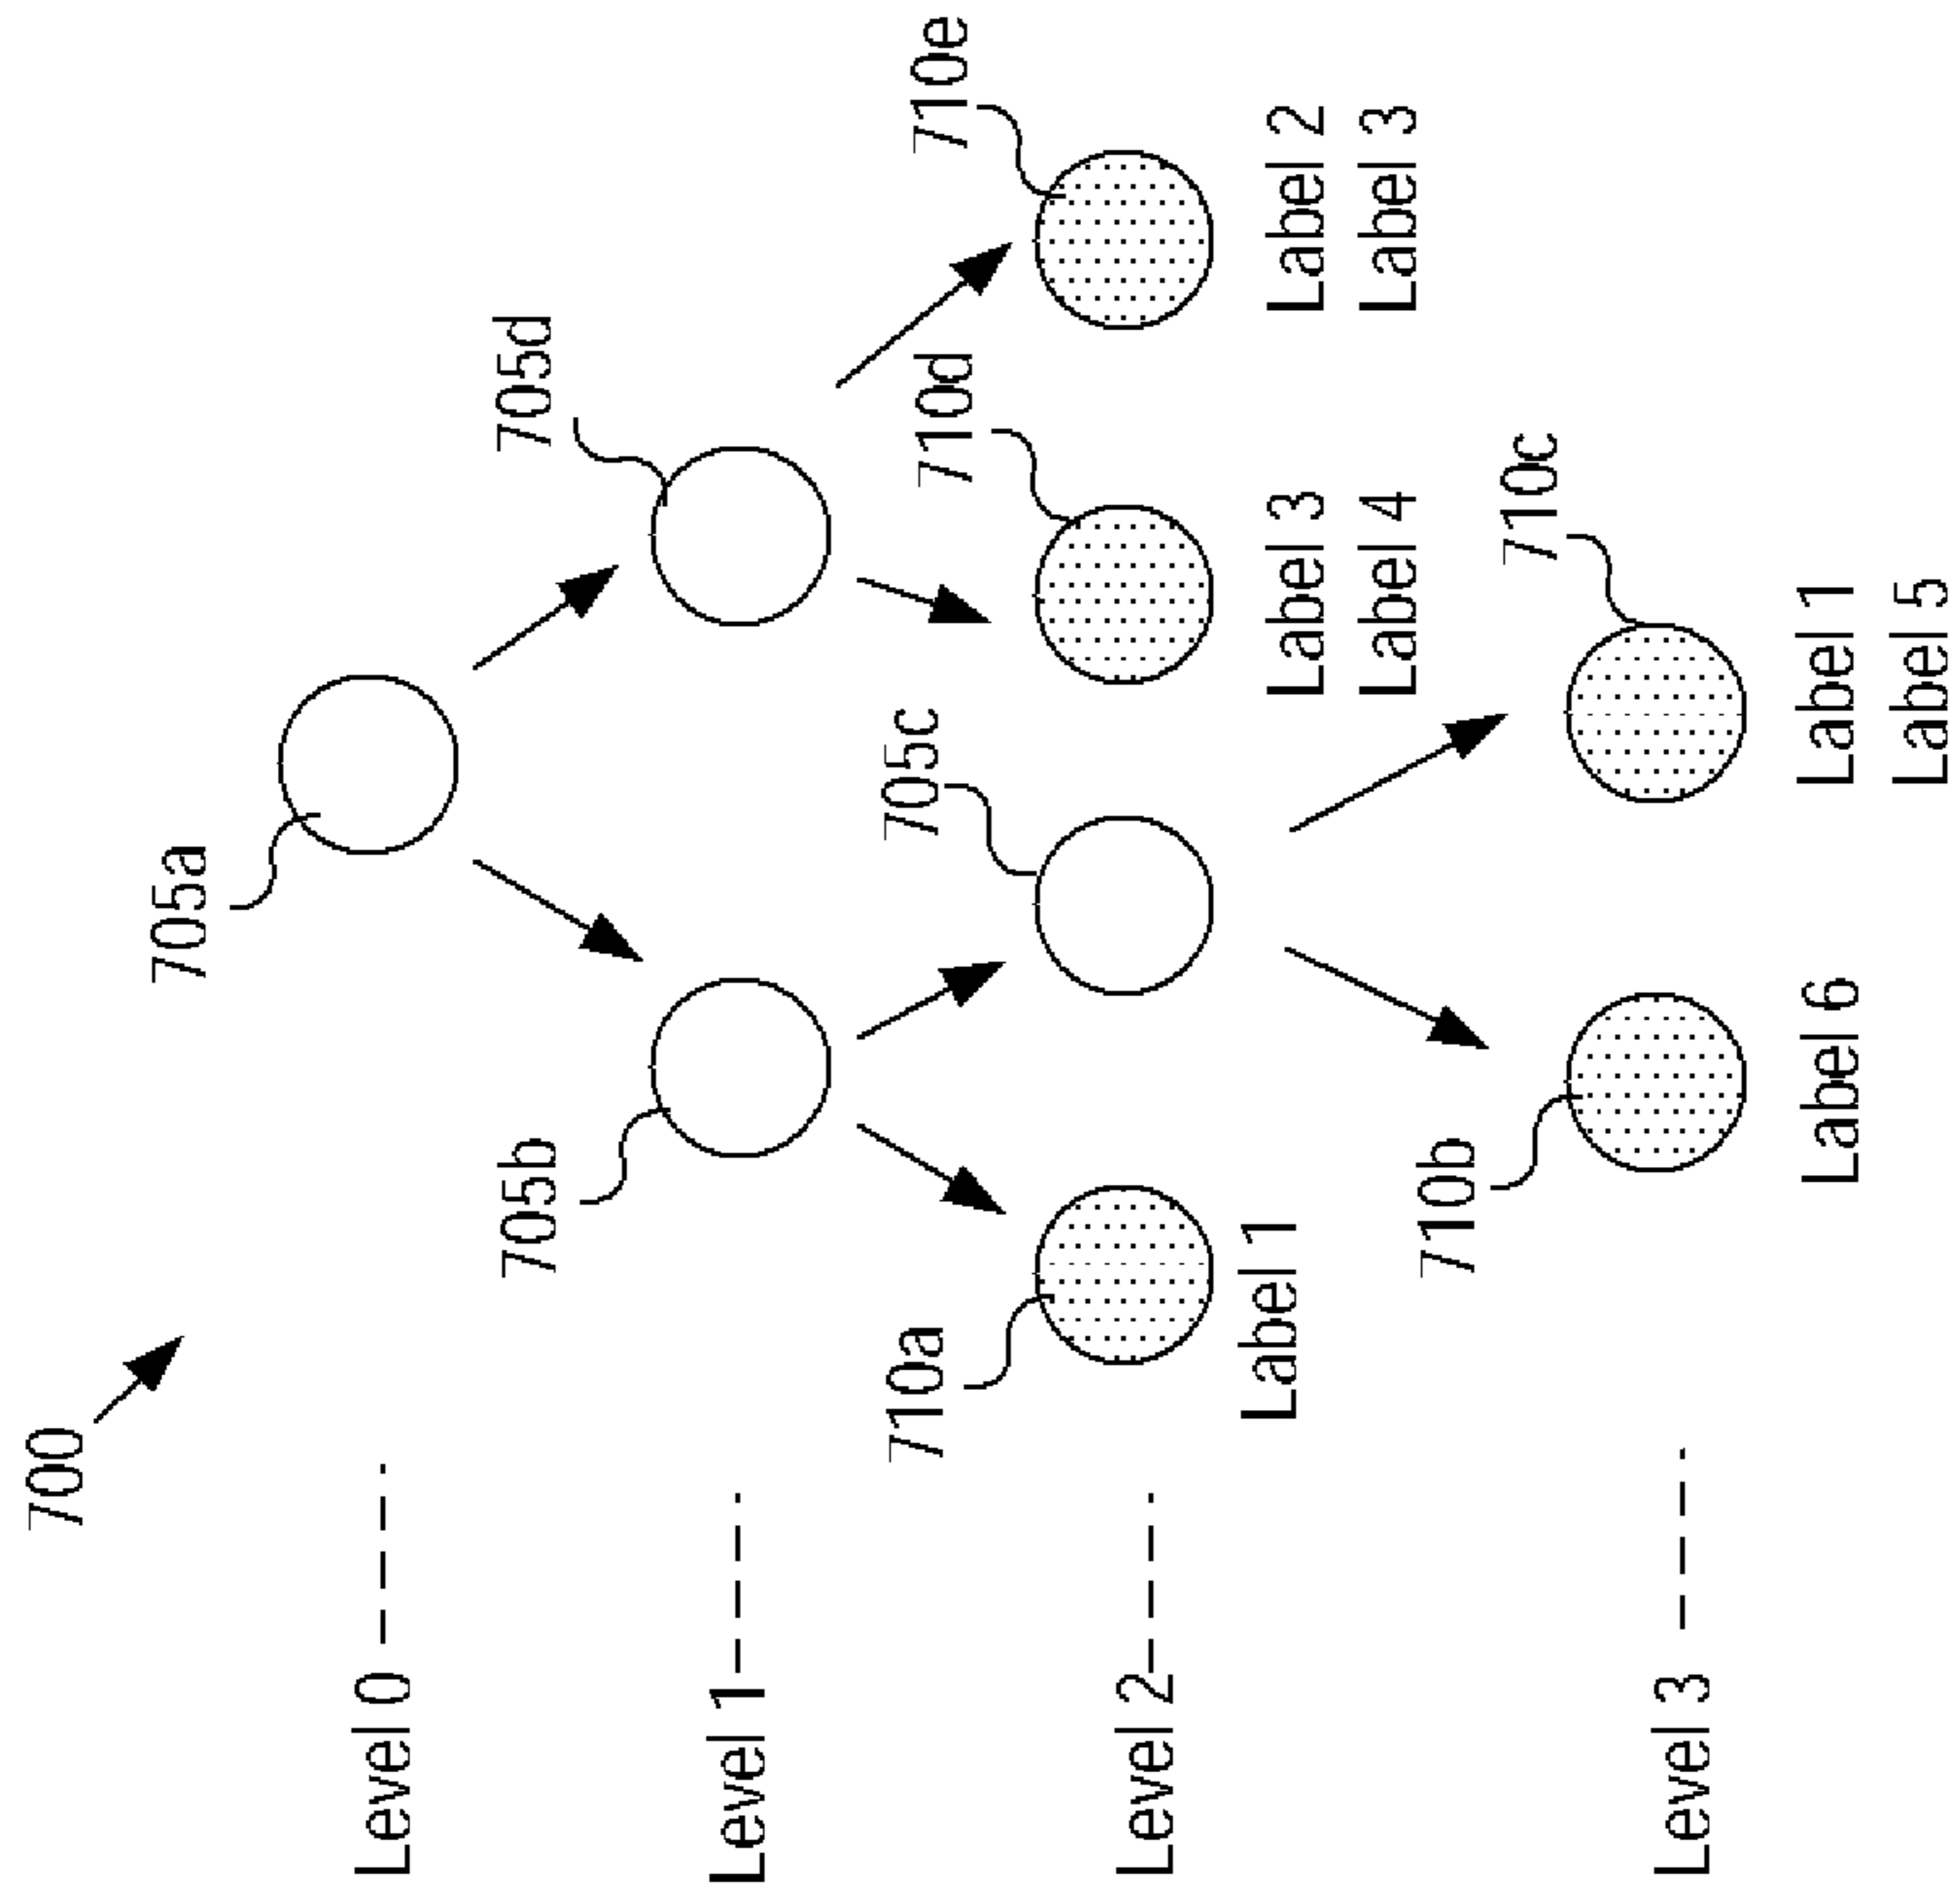 700
705a
Level 0
705b
705d
Level 1
710a
705c
710d
710e
Level 2
Label 1
Label 3
Label 4
Label 2
Label 3
710b
710c
Level 3
Label 6
Label 1
Label 5